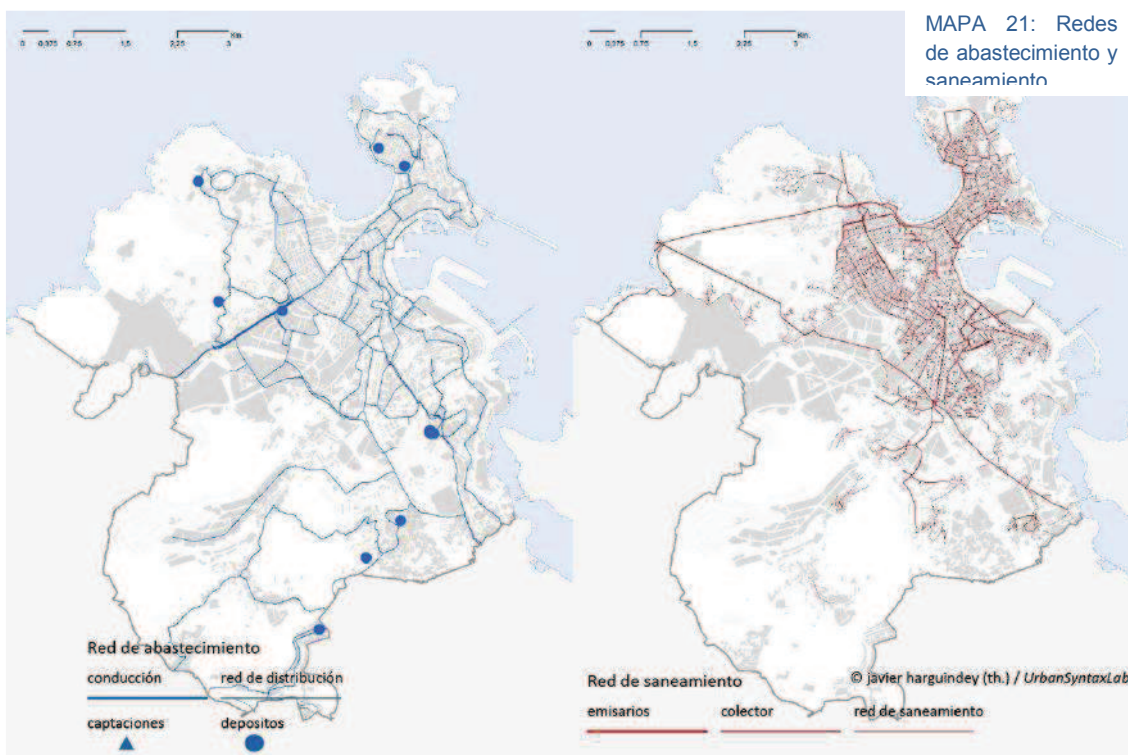 MAPA 21: Redes
de abastecimiento y
saneamiento
Km.
0 0,375 0,75 1,5 2,25 3
Km.
0 0,375 0,75 1,5 2,25 3
Red de abastecimiento
conducción red de distribución
captaciones depositos
Red de saneamiento © javier harguindey (th.) / UrbanSyntaxLab
emisarios colector red de saneamiento